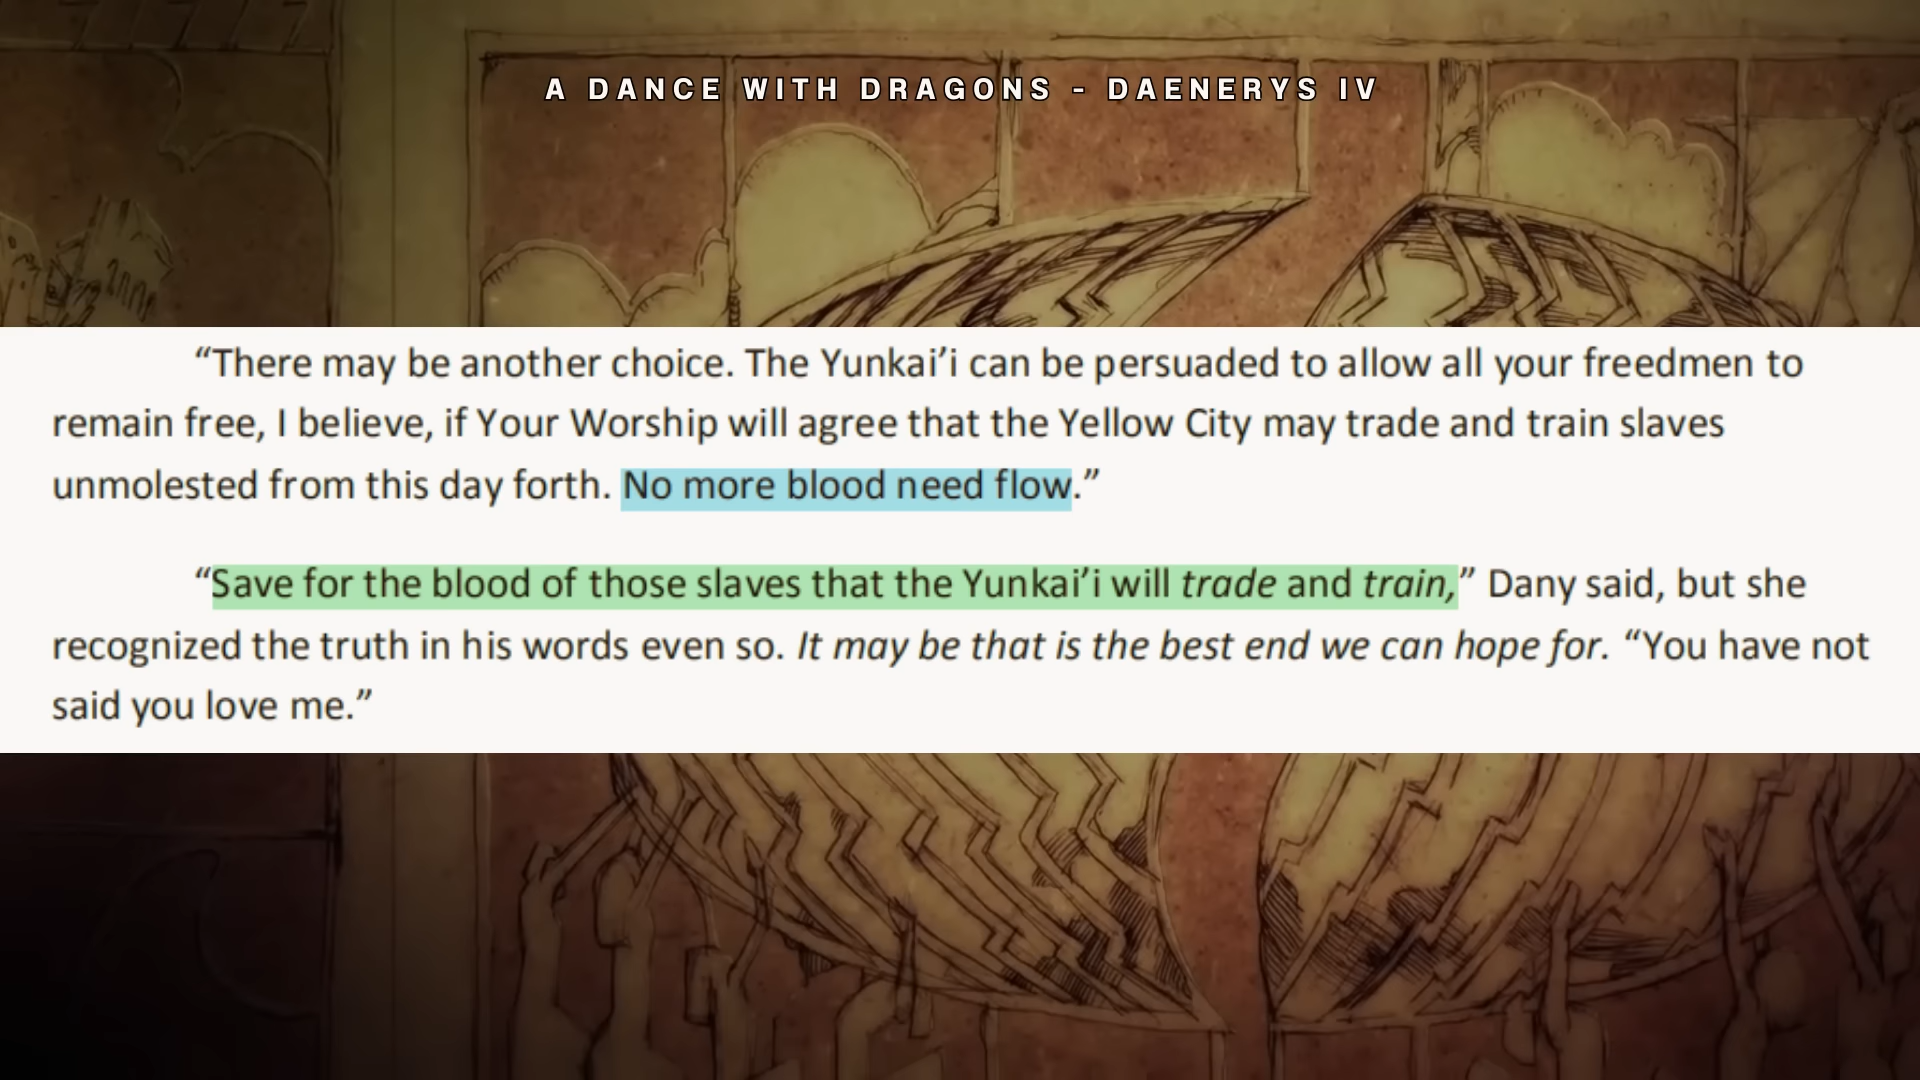 A DANCE WITH DRAGONS - DAENERYS IV
“There may be another choice. The Yunkai’i can be persuaded to allow all your freedmen to
remain free, I believe, if Your Worship will agree that the Yellow City may trade and train slaves
unmolested from this day forth. No more blood need flow.”
“Save for the blood of those slaves that the Yunkai’i will trade and train,” Dany said, but she
recognized the truth in his words even so. It may be that is the best end we can hope for. “You have not
said you love me.”